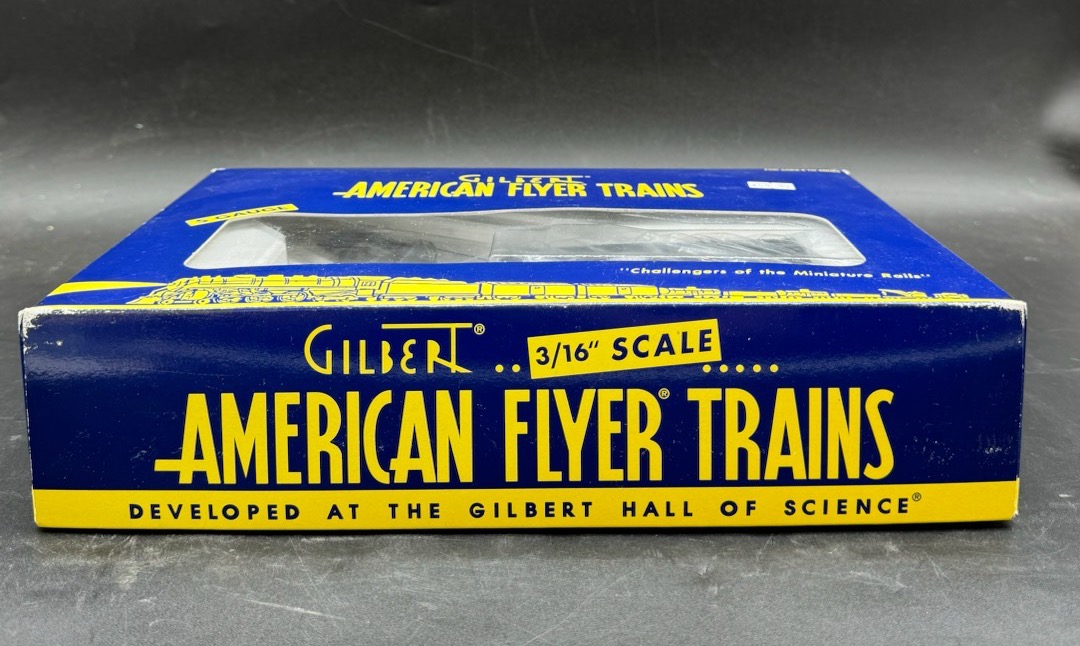 GILBERT
AMERICAN FLYER TRAINS
S GAUGE
"Challengers of the Miniature Rails"
GILBERT® .. 3/16" SCALE .....
AMERICAN FLYER® TRAINS
DEVELOPED AT THE GILBERT HALL OF SCIENCE®